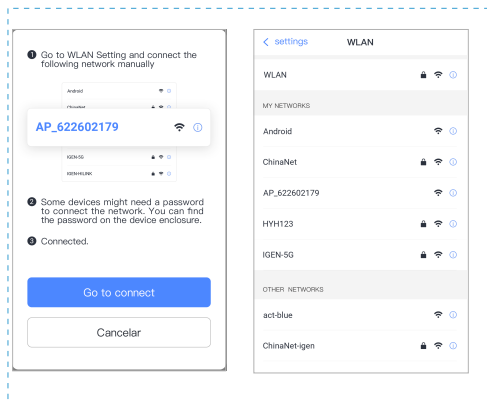 1 Go to WLAN Setting and connect the
following network manually
Android
ChinaNet
AP_622602179
IGEN-5G
IGEN-HiLINK
2 Some devices might need a password
to connect the network. You can find
the password on the device enclosure.
3 Connected.
Go to connect
Cancelar
settings WLAN
WLAN
MY NETWORKS
Android
ChinaNet
AP_622602179
HYH123
IGEN-5G
OTHER NETWORKS
act-blue
ChinaNet-igen